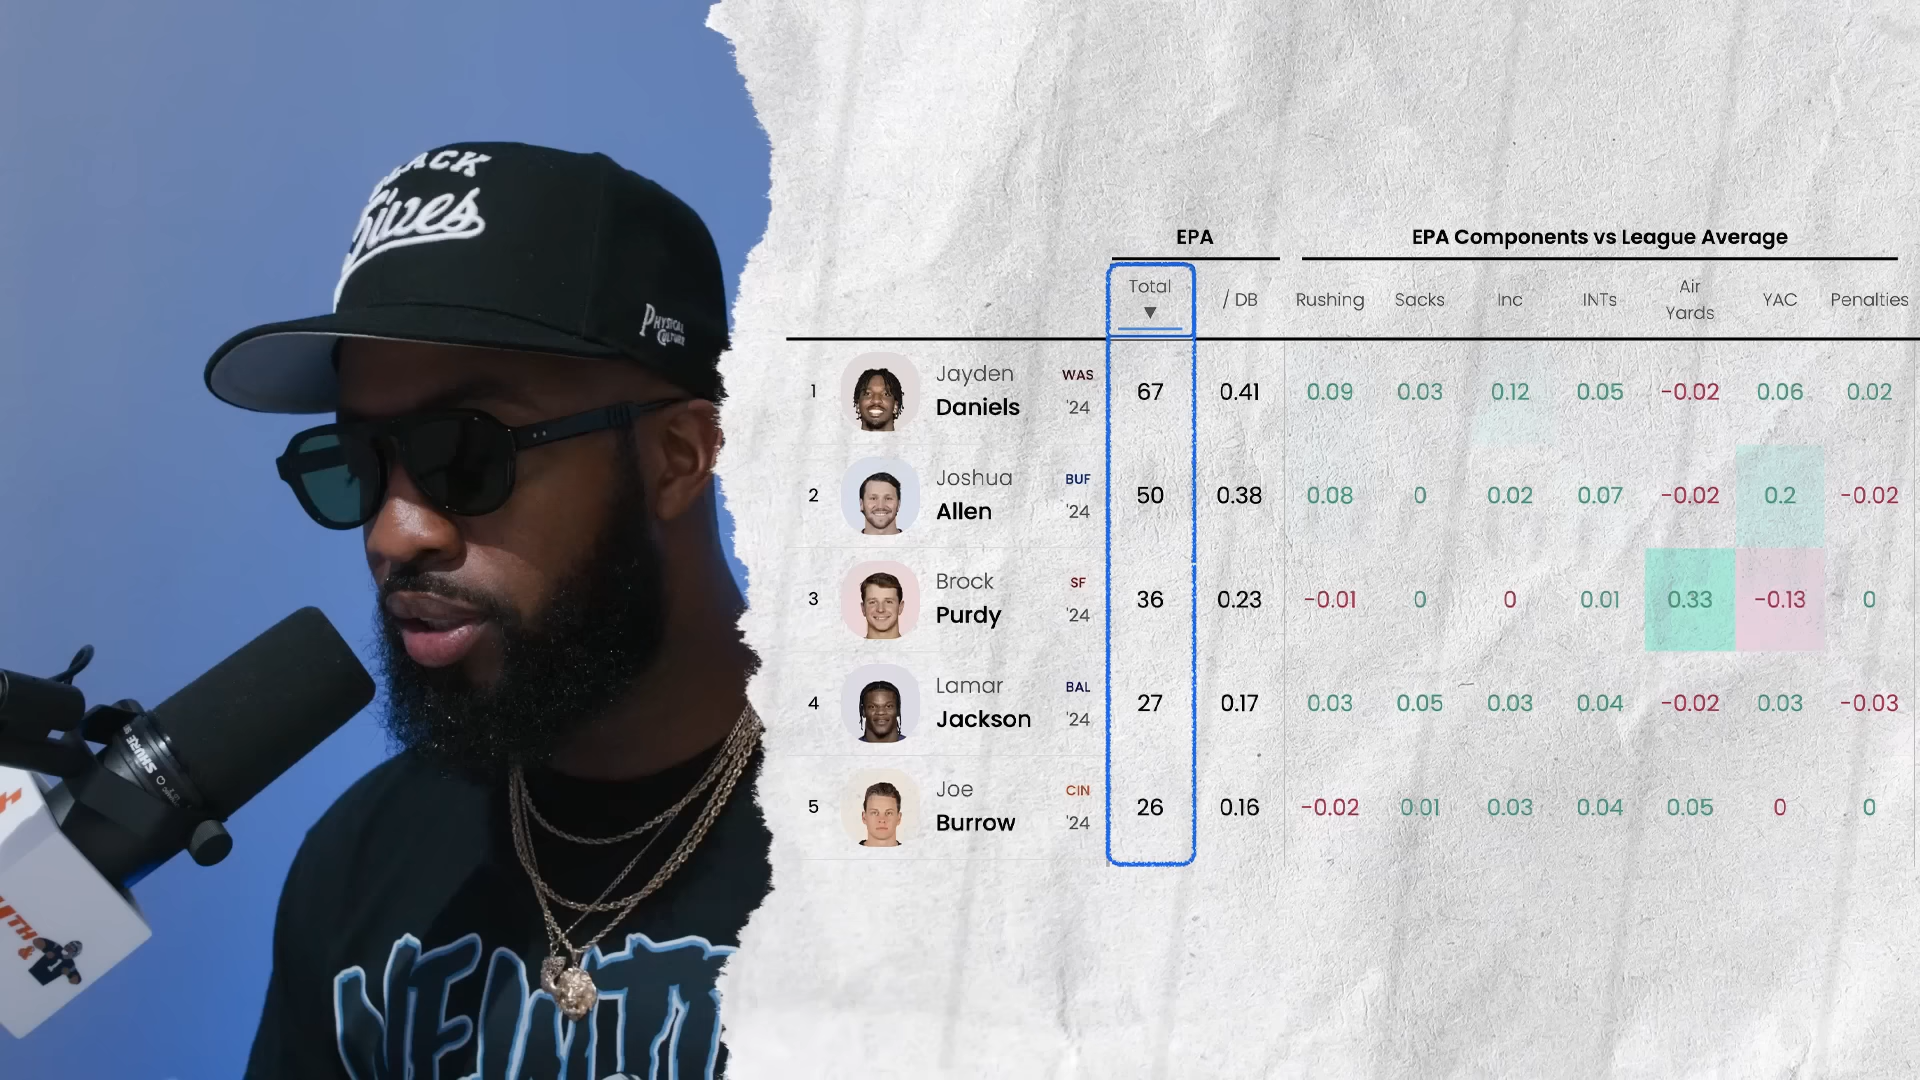 ACK
Fives
PHYSICAL
CULTURE
SHURE
EPA
EPA Components vs League Average
Total ▼ / DB Rushing Sacks Inc INTs Air Yards YAC Penalties
1 Jayden Daniels WAS '24 67 0.41 0.09 0.03 0.12 0.05 -0.02 0.06 0.02
2 Joshua Allen BUF '24 50 0.38 0.08 0 0.02 0.07 -0.02 0.2 -0.02
3 Brock Purdy SF '24 36 0.23 -0.01 0 0 0.01 0.33 -0.13 0
4 Lamar Jackson BAL '24 27 0.17 0.03 0.05 0.03 0.04 -0.02 0.03 -0.03
5 Joe Burrow CIN '24 26 0.16 -0.02 0.01 0.03 0.04 0.05 0 0